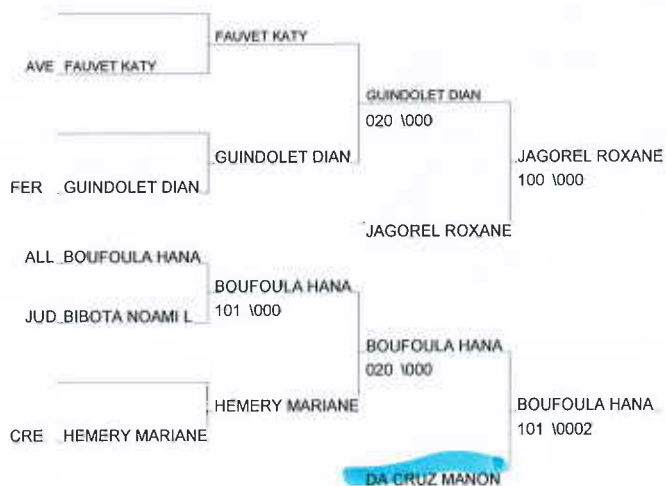 FAUVET KATY
AVE FAUVET KATY
GUINDOLET DIAN
020 \000
GUINDOLET DIAN
JAGOREL ROXANE
100 \000
FER GUINDOLET DIAN
JAGOREL ROXANE
ALL BOUFOULA HANA
BOUFOULA HANA
101 \000
JUD BIBOTA NOAMI L
BOUFOULA HANA
020 \000
HEMERY MARIANE
BOUFOULA HANA
101 \0002
CRE HEMERY MARIANE
DA CRUZ MANON